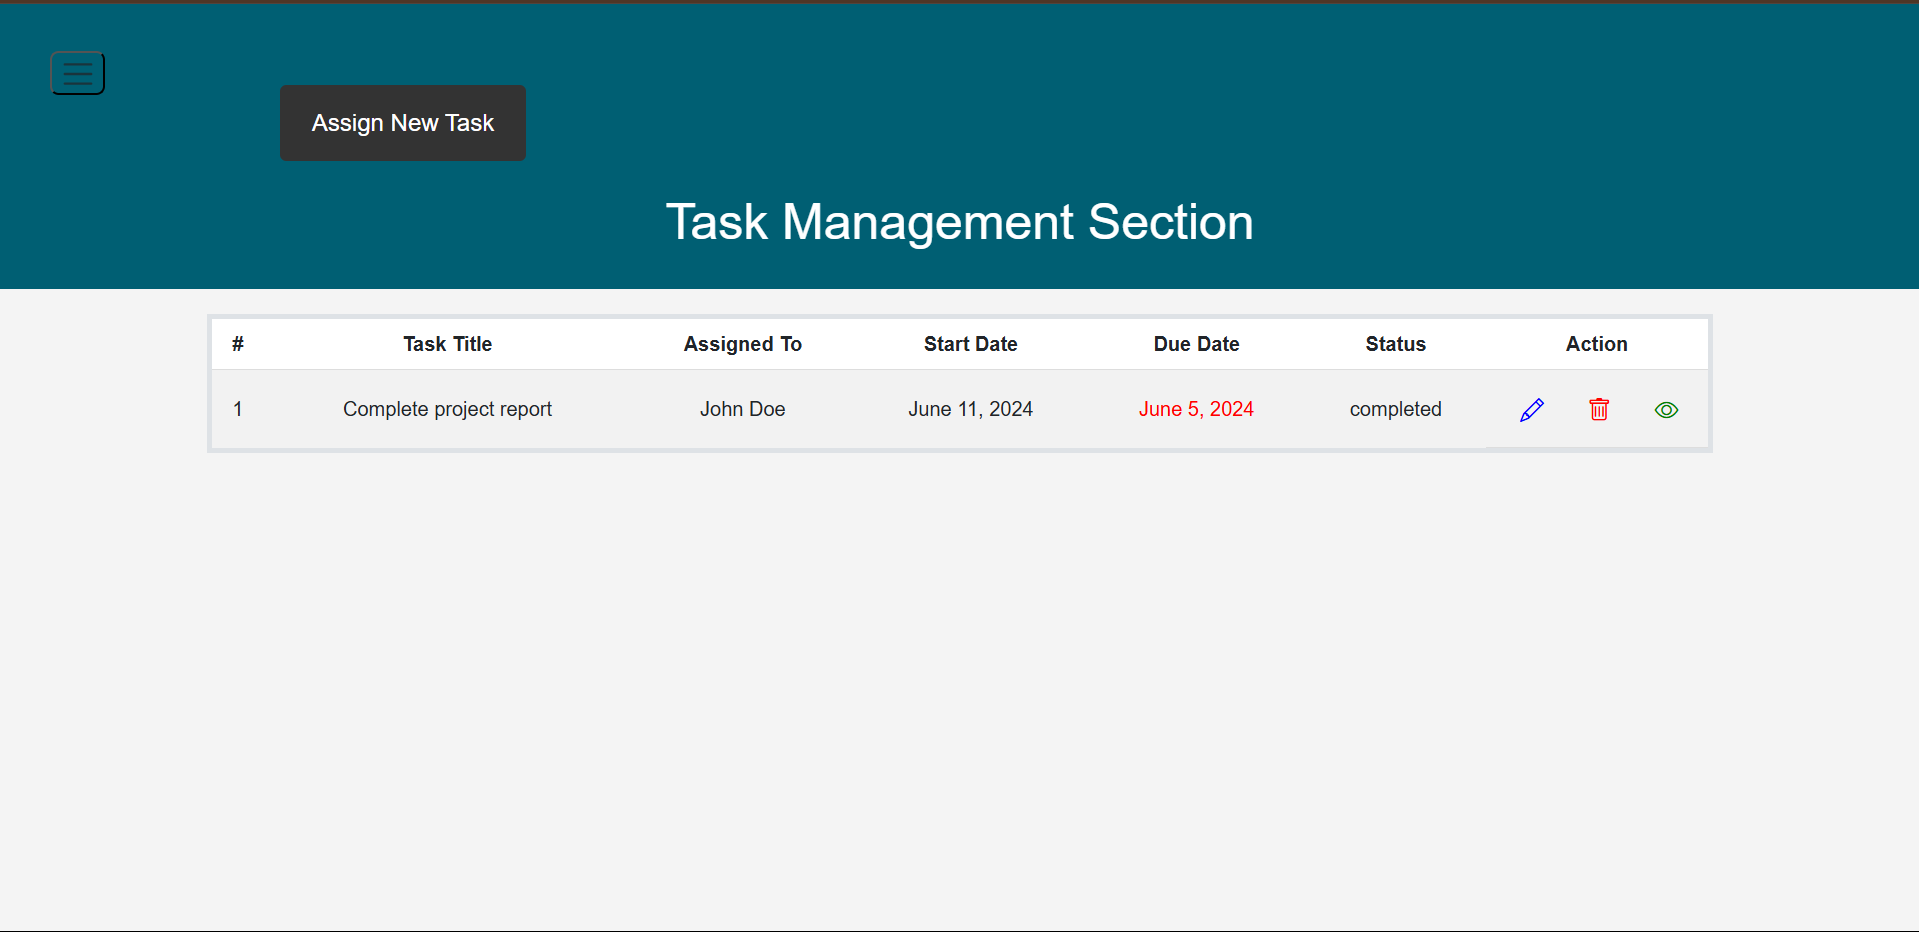 Assign New Task
Task Management Section
# Task Title Assigned To Start Date Due Date Status Action
1 Complete project report John Doe June 11, 2024 June 5, 2024 completed